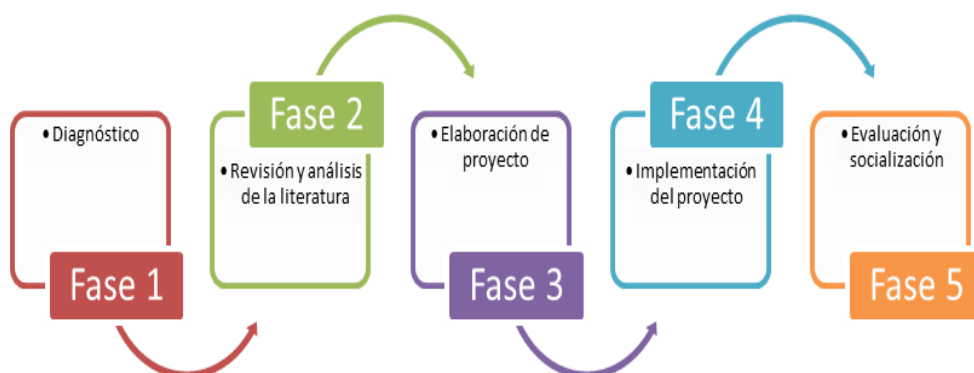 Fase 1
• Diagnóstico
Fase 2
• Revisión y análisis
de la literatura
Fase 3
• Elaboración de
proyecto
Fase 4
• Implementación
del proyecto
Fase 5
• Evaluación y
socialización